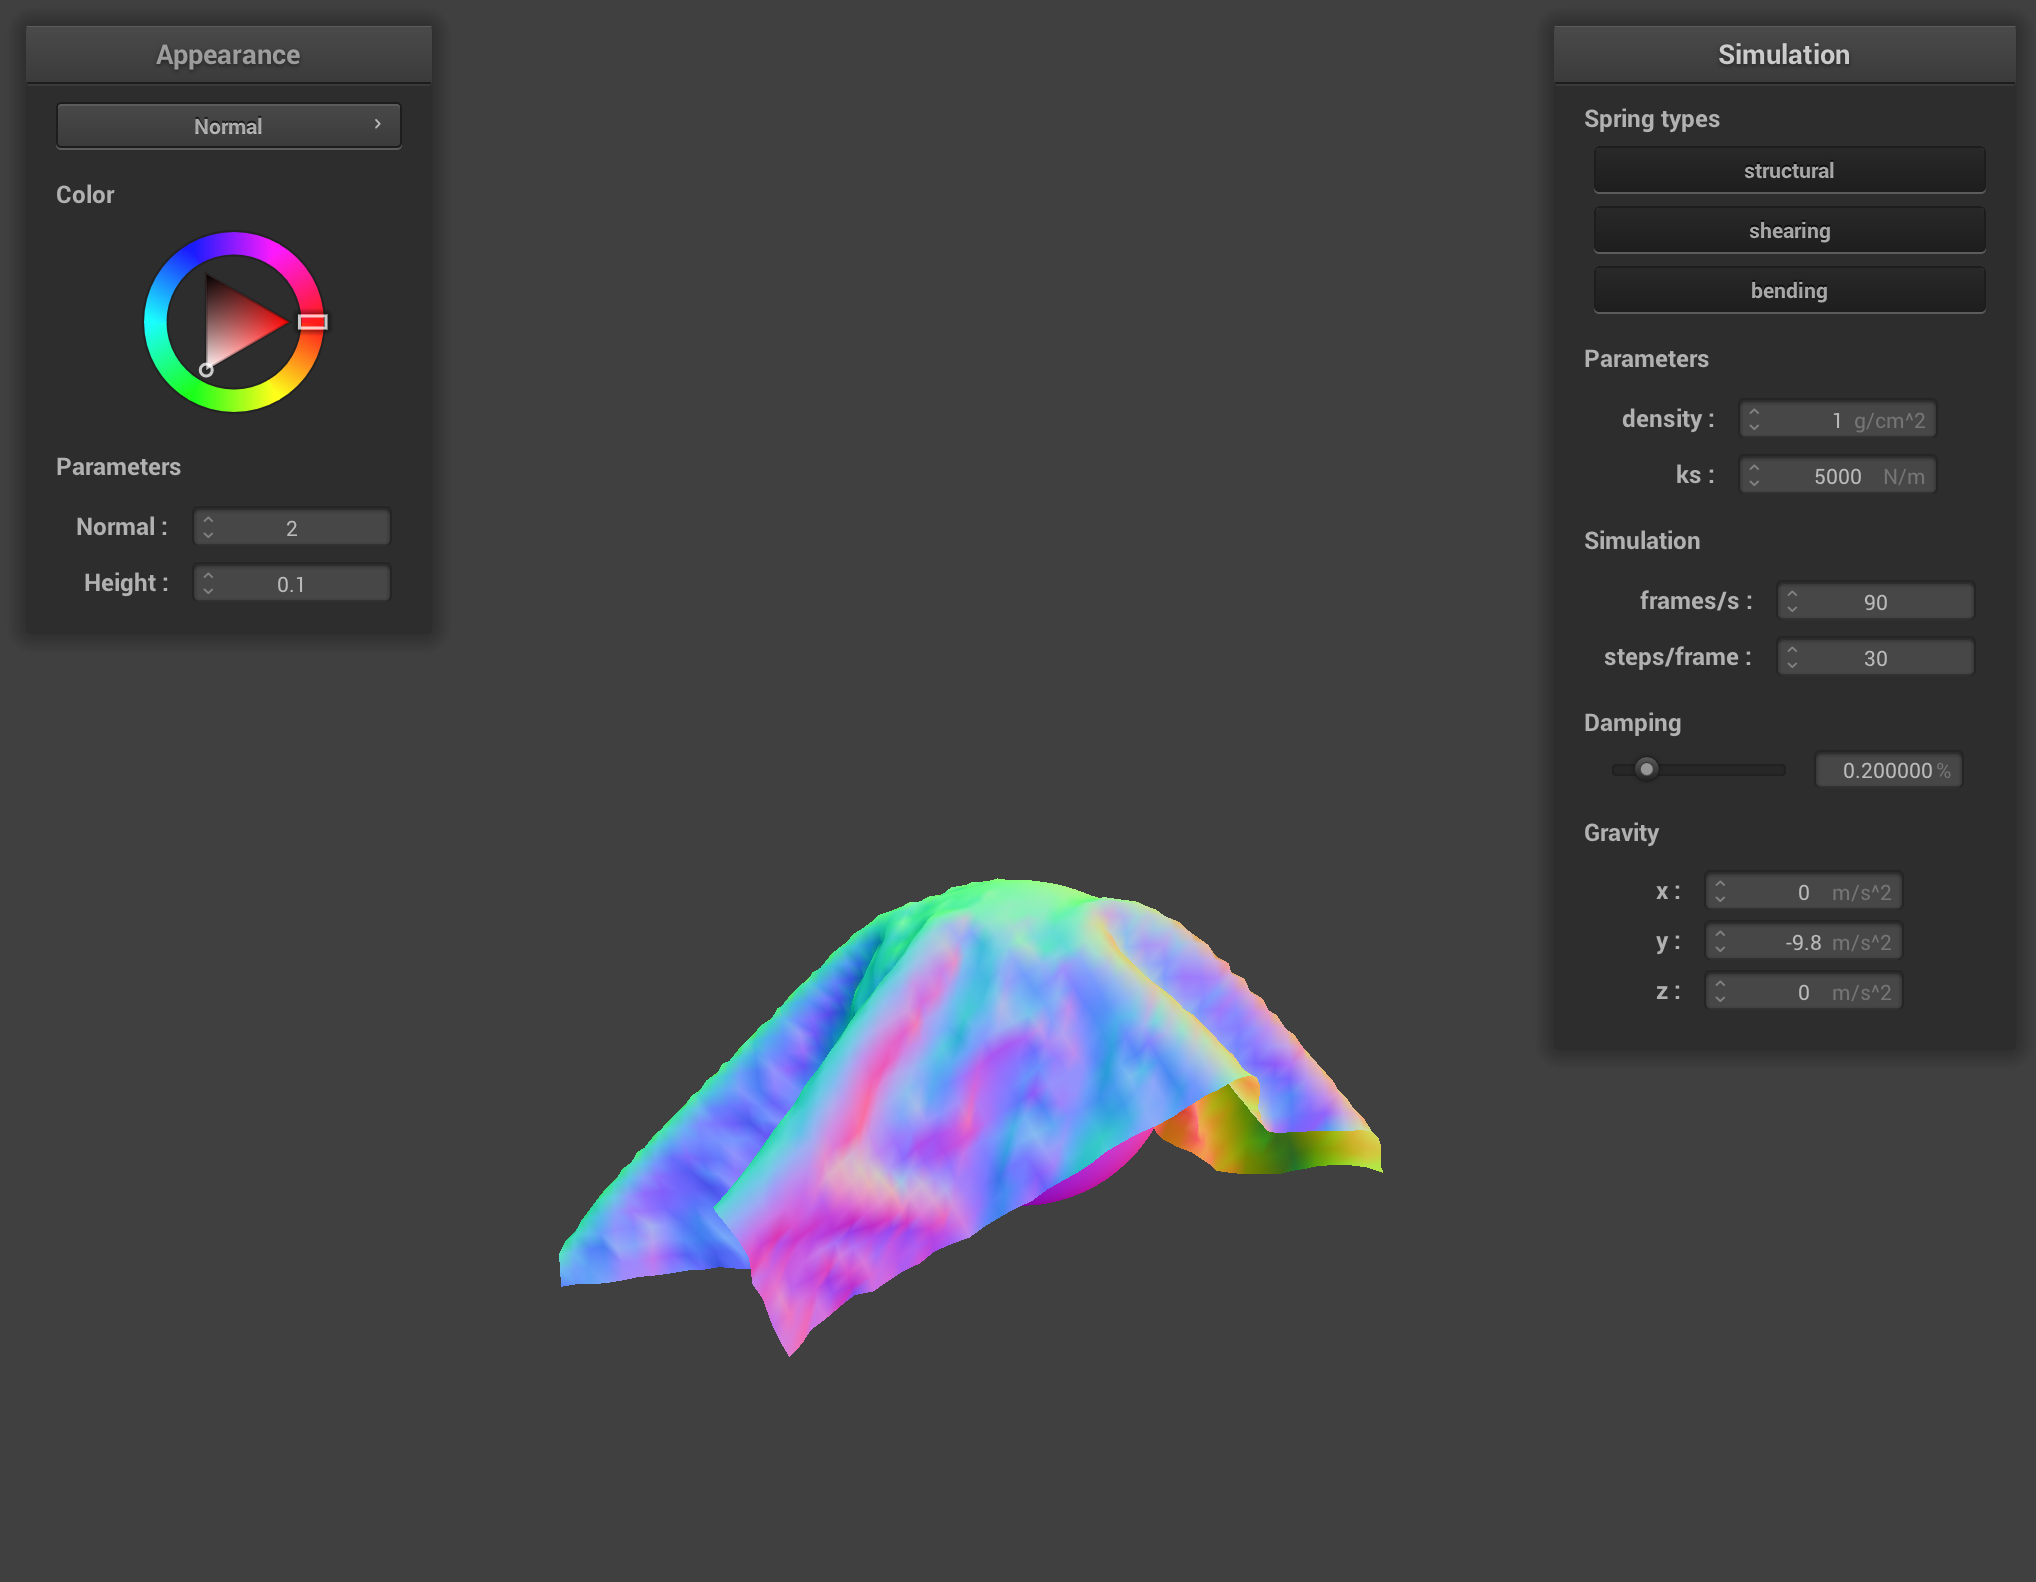 Appearance
Normal
Color
Parameters
Normal : 2
Height : 0.1
Simulation
Spring types
structural
shearing
bending
Parameters
density : 1 g/cm^2
ks : 5000 N/m
Simulation
frames/s : 90
steps/frame : 30
Damping
0.200000 %
Gravity
x : 0 m/s^2
y : -9.8 m/s^2
z : 0 m/s^2